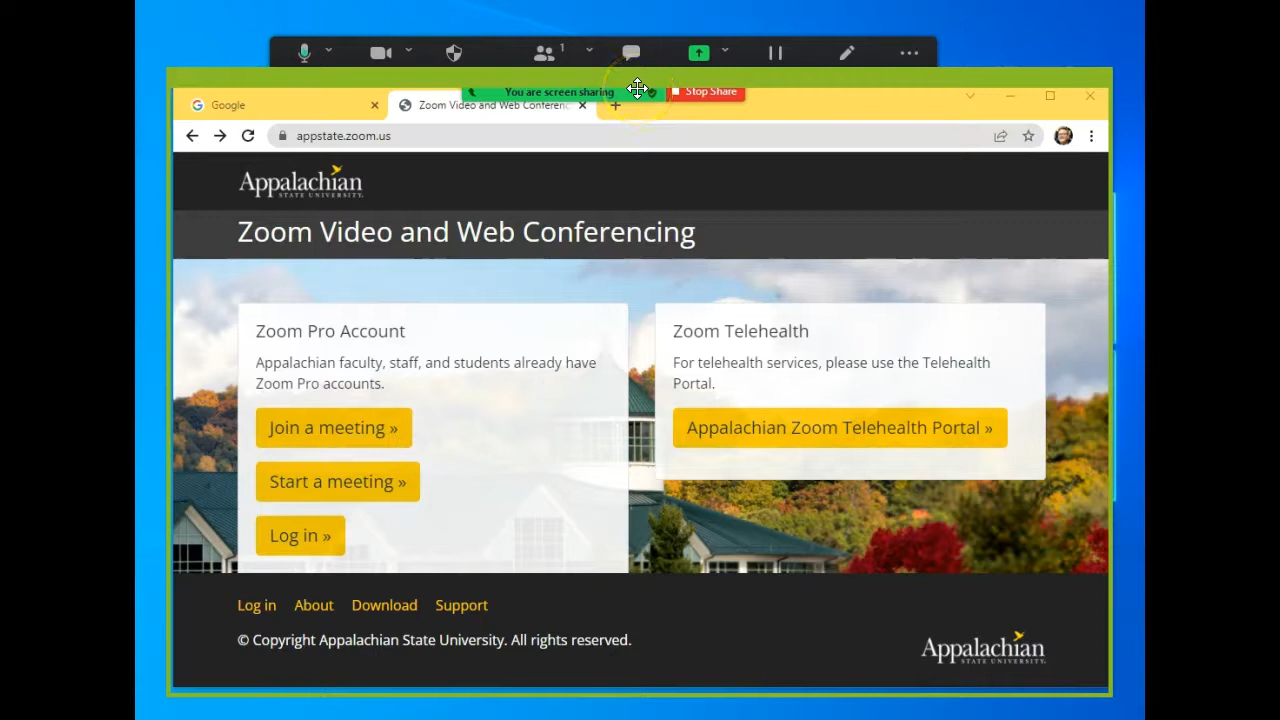 1
You are screen sharing
Stop Share
Google
Zoom Video and Web Conferenc
appstate.zoom.us
Appalachian
STATE UNIVERSITY.
Zoom Video and Web Conferencing
Zoom Pro Account
Appalachian faculty, staff, and students already have
Zoom Pro accounts.
Join a meeting »
Start a meeting »
Log in »
Zoom Telehealth
For telehealth services, please use the Telehealth
Portal.
Appalachian Zoom Telehealth Portal »
Log in About Download Support
© Copyright Appalachian State University. All rights reserved.
Appalachian
STATE UNIVERSITY.